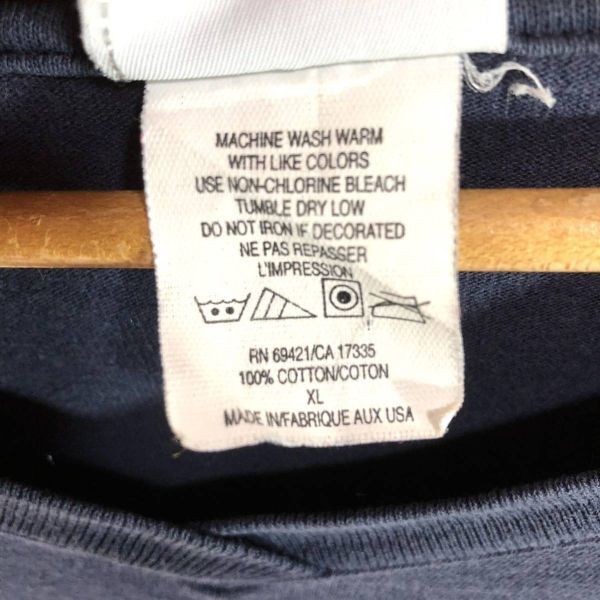 MACHINE WASH WARM
WITH LIKE COLORS
USE NON-CHLORINE BLEACH
TUMBLE DRY LOW
DO NOT IRON IF DECORATED
NE PAS REPASSER
L'IMPRESSION
RN 69421/CA 17335
100% COTTON/COTON
XL
MADE IN/FABRIQUE AUX USA